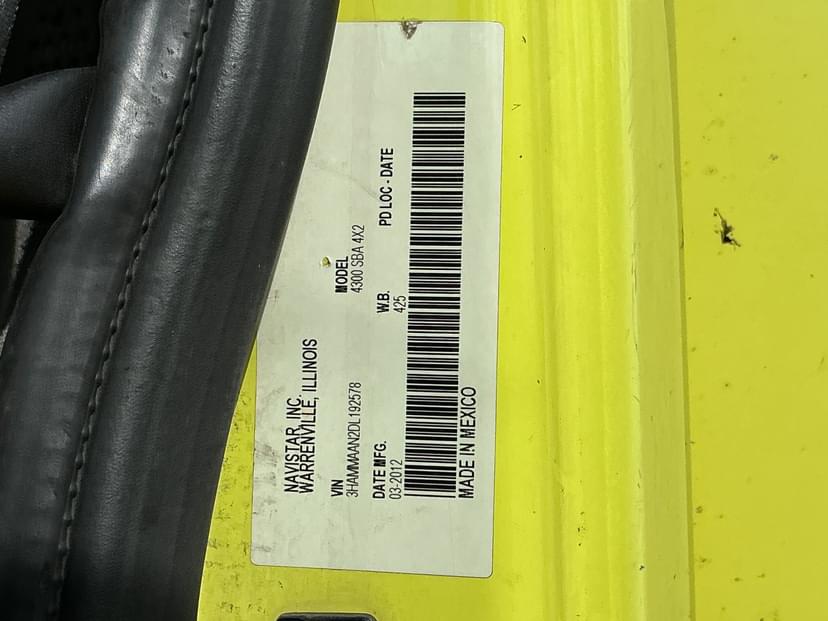 NAVISTAR, INC.
WARRENVILLE, ILLINOIS
VIN
3HAMMAAN2DL192578
MODEL
4300 SBA 4X2
DATE MFG.
03-2012
W.B.
425
PD LOC - DATE
MADE IN MEXICO